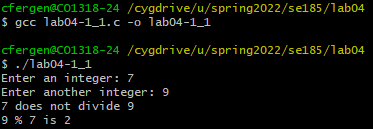 cfergen@CO1318-24 /cygdrive/u/spring2022/se185/lab04
$ gcc lab04-1_1.c -o lab04-1_1
cfergen@CO1318-24 /cygdrive/u/spring2022/se185/lab04
$ ./lab04-1_1
Enter an integer: 7
Enter another integer: 9
7 does not divide 9
9 % 7 is 2